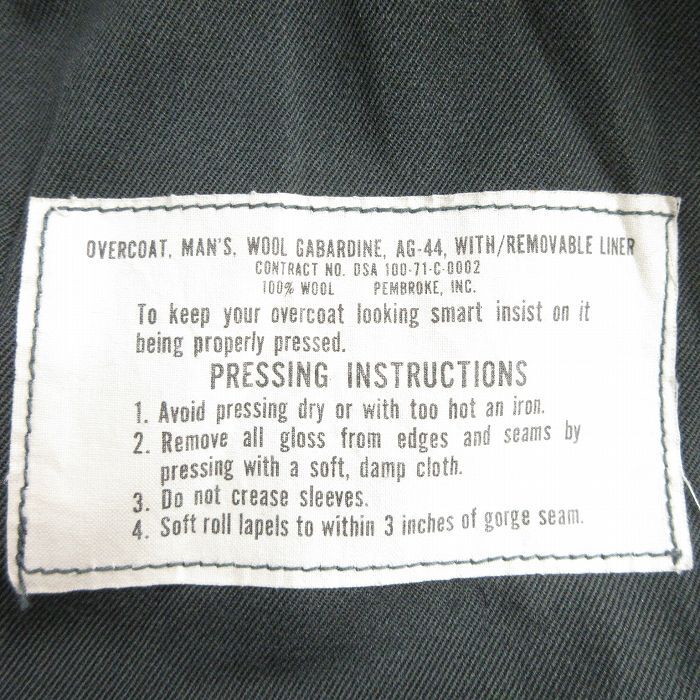 OVERCOAT, MAN'S, WOOL GABARDINE, AG-44, WITH/REMOVABLE LINER
CONTRACT NO. DSA 100-71-C-0002
100% WOOL PEMBROKE, INC.
To keep your overcoat looking smart insist on it
being properly pressed.
PRESSING INSTRUCTIONS
1. Avoid pressing dry or with too hot an iron.
2. Remove all gloss from edges and seams by
pressing with a soft, damp cloth.
3. Do not crease sleeves.
4. Soft roll lapels to within 3 inches of gorge seam.